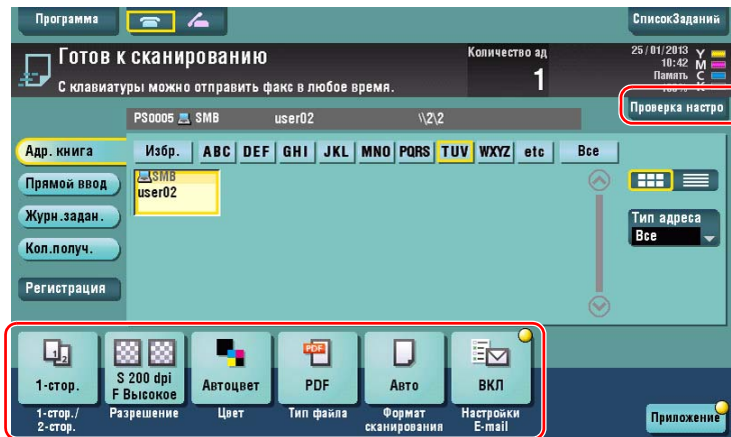 Программа
СписокЗаданий
Готов к сканированию
Количество ад
1
25/01/2013
10:42
Память
Y
M
C
K
С клавиатуры можно отправить факс в любое время.
Проверка настро
PS0005 SMB user02 \\2\2
Адр. книга
Избр. ABC DEF GHI JKL MNO PQRS TUV WXYZ etc Все
SMB
user02
Прямой ввод
Журн.задан.
Кол.получ.
Регистрация
Тип адреса
Все
1-стор.
S 200 dpi
F Высокое
Автоцвет
PDF
PDF
Авто
ВКЛ
1-стор./
2-стор.
Разрешение
Цвет
Тип файла
Формат
сканирования
Настройки
E-mail
Приложение